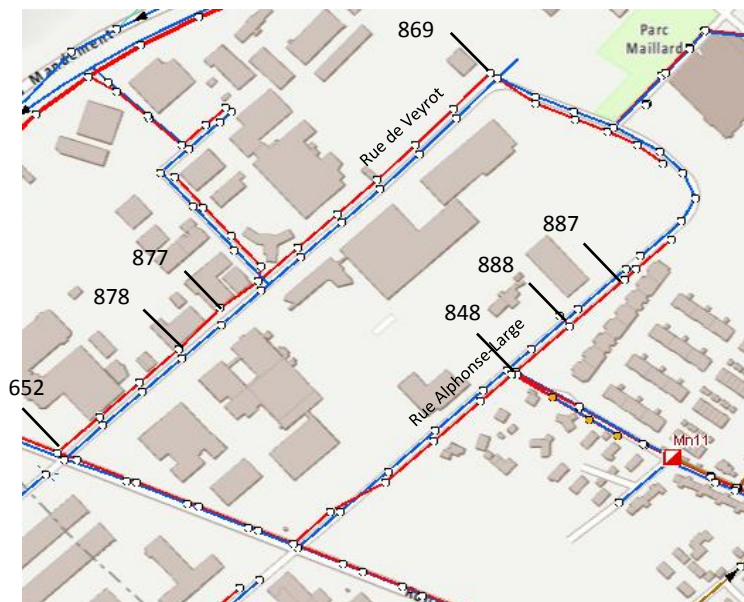 869
Parc
Maillard
Mandement
Rue de Veyrot
887
877
888
878
848
Rue Alphonse-Large
652
Mn11